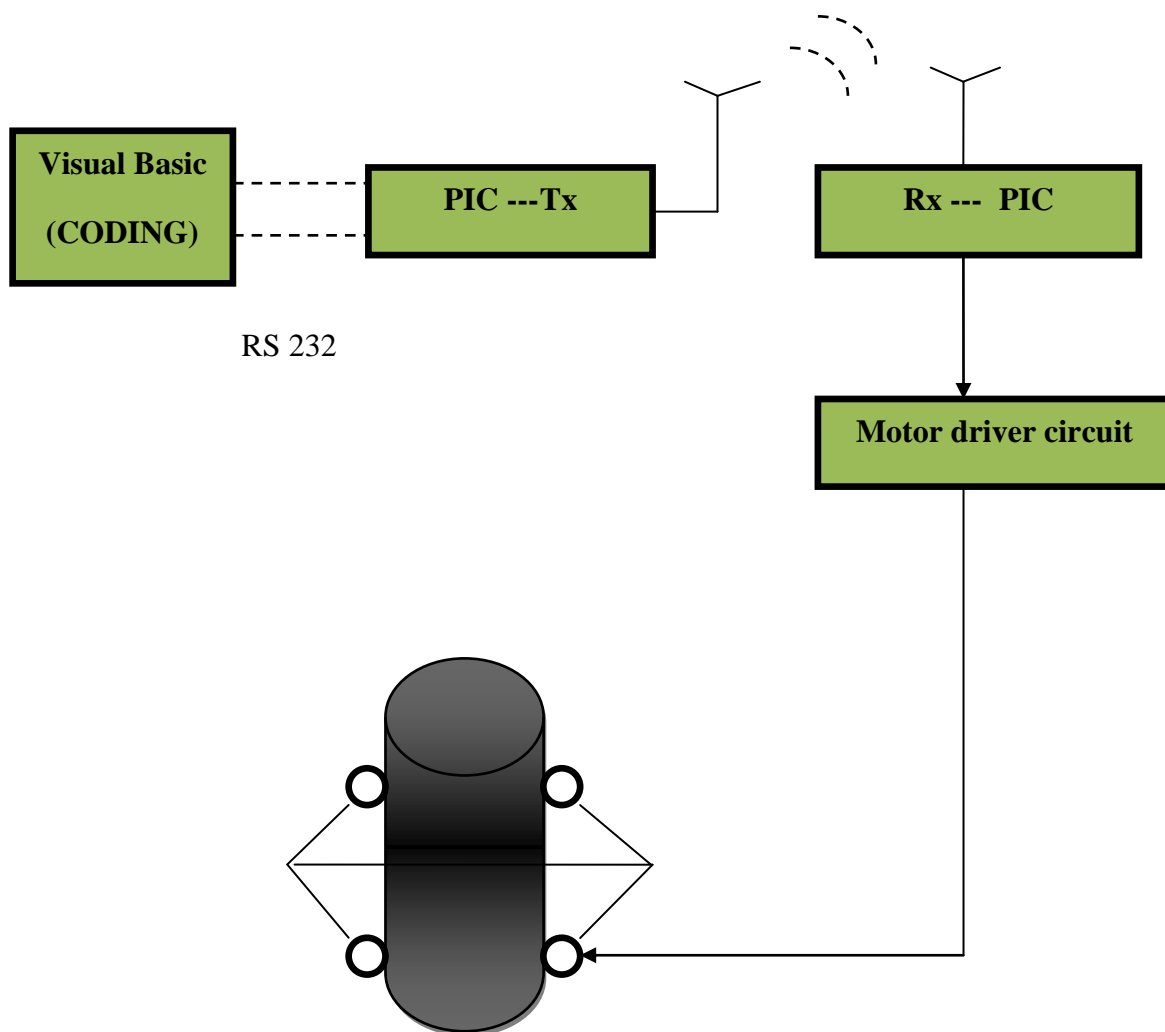 Visual Basic
(CODING)
PIC ---Tx
Rx --- PIC
RS 232
Motor driver circuit